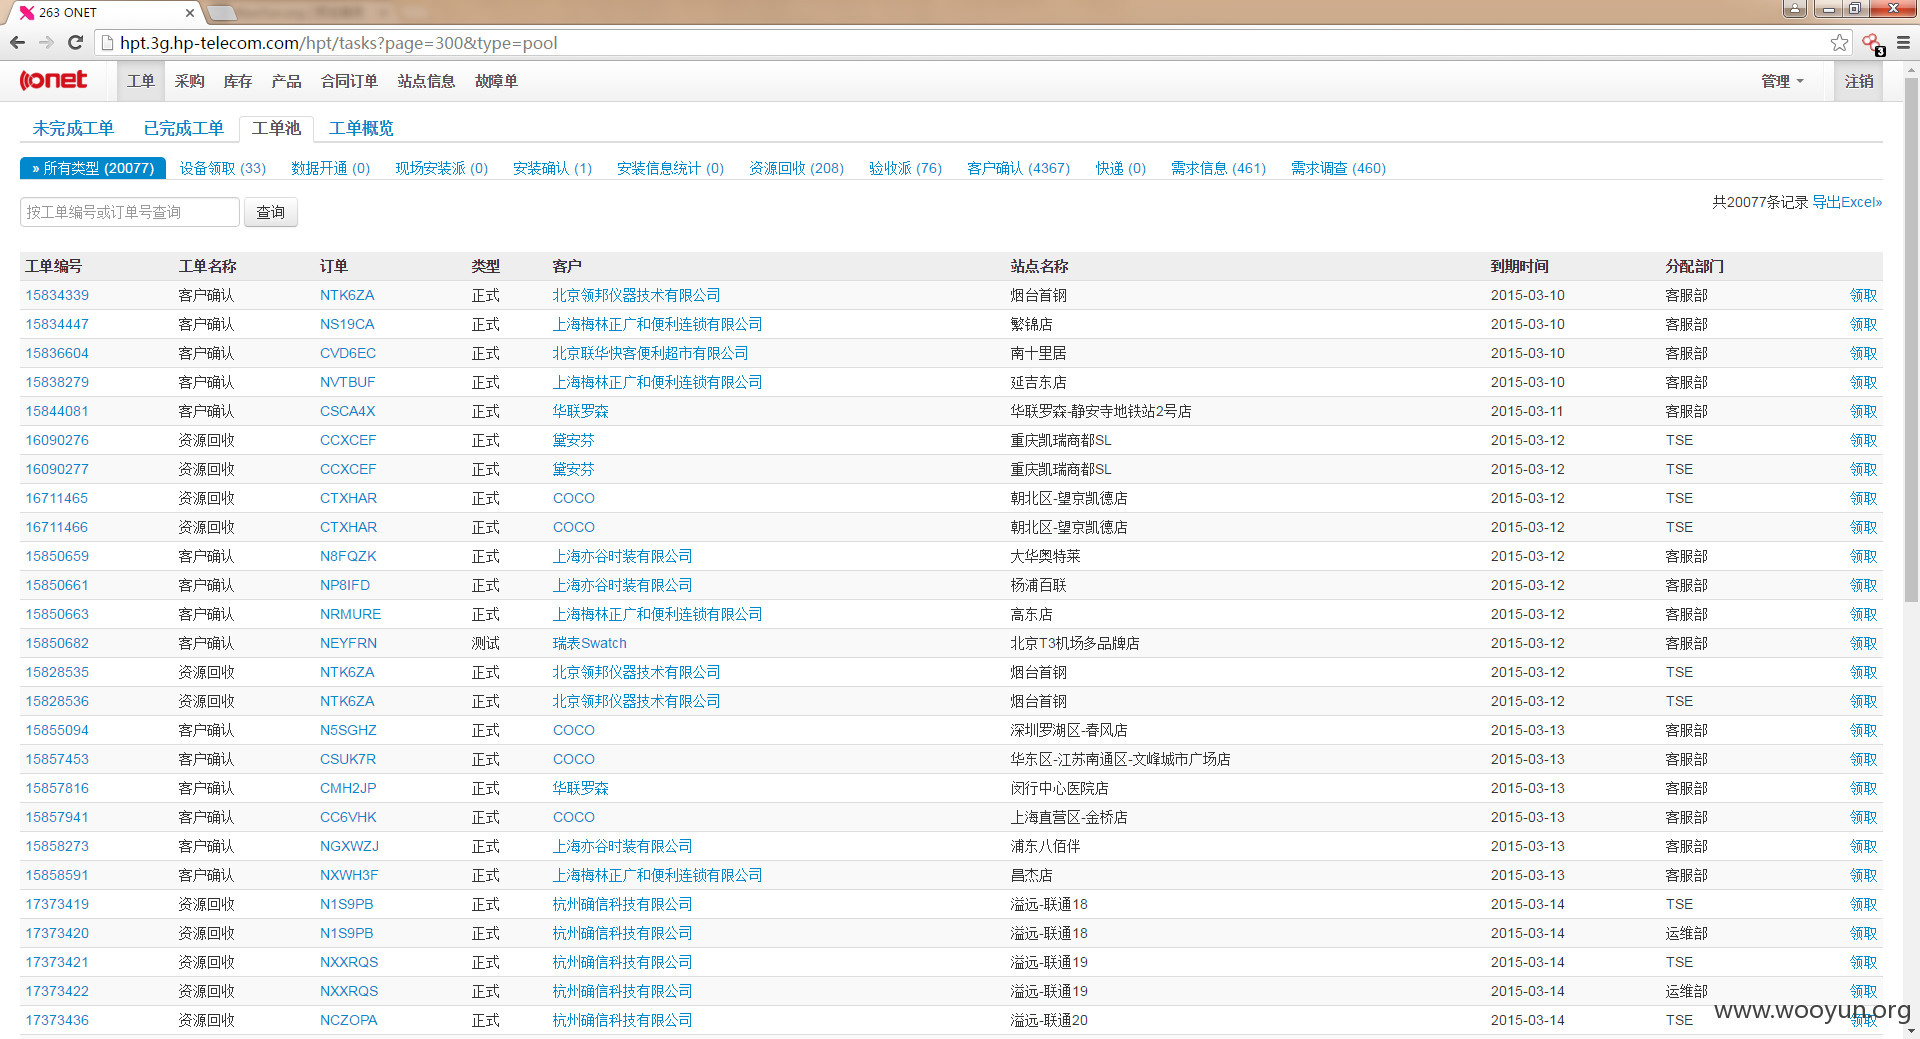 263 ONET
hpt.3g.hp-telecom.com/hpt/tasks?page=300&type=pool
3
onet 工单 采购 库存 产品 合同订单 站点信息 故障单 管理 注销
未完成工单 已完成工单 工单池 工单概览
» 所有类型 (20077) 设备领取 (33) 数据开通 (0) 现场安装派 (0) 安装确认 (1) 安装信息统计 (0) 资源回收 (208) 验收派 (76) 客户确认 (4367) 快递 (0) 需求信息 (461) 需求调查 (460)
按工单编号或订单号查询 查询 共20077条记录 导出Excel»
工单编号 工单名称 订单 类型 客户 站点名称 到期时间 分配部门
15834339 客户确认 NTK6ZA 正式 北京领邦仪器技术有限公司 烟台首钢 2015-03-10 客服部 领取
15834447 客户确认 NS19CA 正式 上海梅林正广和便利连锁有限公司 繁锦店 2015-03-10 客服部 领取
15836604 客户确认 CVD6EC 正式 北京联华快客便利超市有限公司 南十里居 2015-03-10 客服部 领取
15838279 客户确认 NVTBUF 正式 上海梅林正广和便利连锁有限公司 延吉东店 2015-03-10 客服部 领取
15844081 客户确认 CSCA4X 正式 华联罗森 华联罗森-静安寺地铁站2号店 2015-03-11 客服部 领取
16090276 资源回收 CCXCEF 正式 黛安芬 重庆凯瑞商都SL 2015-03-12 TSE 领取
16090277 资源回收 CCXCEF 正式 黛安芬 重庆凯瑞商都SL 2015-03-12 TSE 领取
16711465 资源回收 CTXHAR 正式 COCO 朝北区-望京凯德店 2015-03-12 TSE 领取
16711466 资源回收 CTXHAR 正式 COCO 朝北区-望京凯德店 2015-03-12 TSE 领取
15850659 客户确认 N8FQZK 正式 上海亦谷时装有限公司 大华奥特莱 2015-03-12 客服部 领取
15850661 客户确认 NP8IFD 正式 上海亦谷时装有限公司 杨浦百联 2015-03-12 客服部 领取
15850663 客户确认 NRMURE 正式 上海梅林正广和便利连锁有限公司 高东店 2015-03-12 客服部 领取
15850682 客户确认 NEYFRN 测试 瑞表Swatch 北京T3机场多品牌店 2015-03-12 客服部 领取
15828535 资源回收 NTK6ZA 正式 北京领邦仪器技术有限公司 烟台首钢 2015-03-12 TSE 领取
15828536 资源回收 NTK6ZA 正式 北京领邦仪器技术有限公司 烟台首钢 2015-03-12 TSE 领取
15855094 客户确认 N5SGHZ 正式 COCO 深圳罗湖区-春风店 2015-03-13 客服部 领取
15857453 客户确认 CSUK7R 正式 COCO 华东区-江苏南通区-文峰城市广场店 2015-03-13 客服部 领取
15857816 客户确认 CMH2JP 正式 华联罗森 闵行中心医院店 2015-03-13 客服部 领取
15857941 客户确认 CC6VHK 正式 COCO 上海直营区-金桥店 2015-03-13 客服部 领取
15858273 客户确认 NGXWZJ 正式 上海亦谷时装有限公司 浦东八佰伴 2015-03-13 客服部 领取
15858591 客户确认 NXWH3F 正式 上海梅林正广和便利连锁有限公司 昌杰店 2015-03-13 客服部 领取
17373419 资源回收 N1S9PB 正式 杭州确信科技有限公司 溢远-联通18 2015-03-14 TSE 领取
17373420 资源回收 N1S9PB 正式 杭州确信科技有限公司 溢远-联通18 2015-03-14 运维部 领取
17373421 资源回收 NXXRQS 正式 杭州确信科技有限公司 溢远-联通19 2015-03-14 TSE 领取
17373422 资源回收 NXXRQS 正式 杭州确信科技有限公司 溢远-联通19 2015-03-14 运维部 领取
17373436 资源回收 NCZOPA 正式 杭州确信科技有限公司 溢远-联通20 2015-03-14 TSE 领取
www.wooyun.org